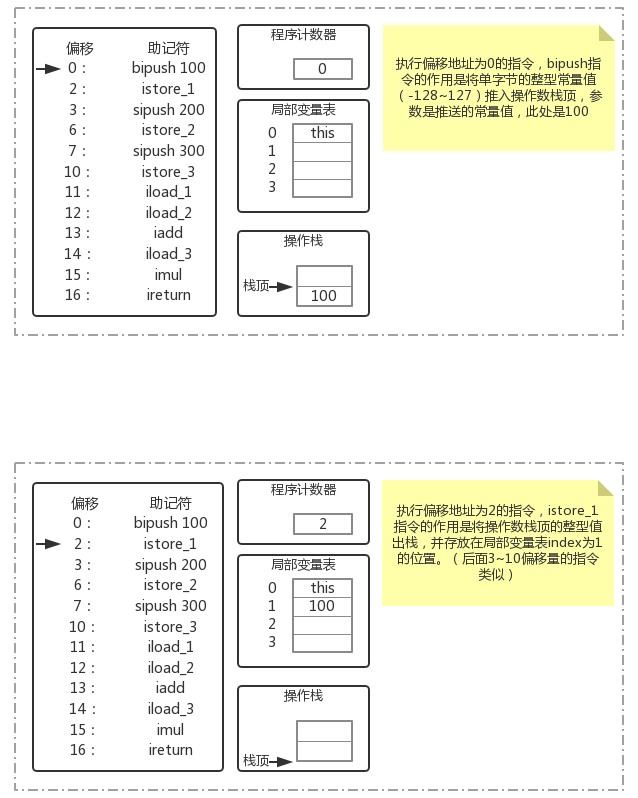 偏移 助记符
0： bipush 100
2： istore_1
3： sipush 200
6： istore_2
7： sipush 300
10： istore_3
11： iload_1
12： iload_2
13： iadd
14： iload_3
15： imul
16： ireturn
程序计数器
0
局部变量表
0 this
1
2
3
操作栈
栈顶
100
执行偏移地址为0的指令，bipush指
令的作用是将单字节的整型常量值
（-128~127）推入操作数栈顶，参
数是推送的常量值，此处是100
偏移 助记符
0： bipush 100
2： istore_1
3： sipush 200
6： istore_2
7： sipush 300
10： istore_3
11： iload_1
12： iload_2
13： iadd
14： iload_3
15： imul
16： ireturn
程序计数器
2
局部变量表
0 this
1 100
2
3
操作栈
栈顶
执行偏移地址为2的指令，istore_1
指令的作用是将操作数栈顶的整型值
出栈，并存放在局部变量表index为1
的位置。（后面3~10偏移量的指令
类似）